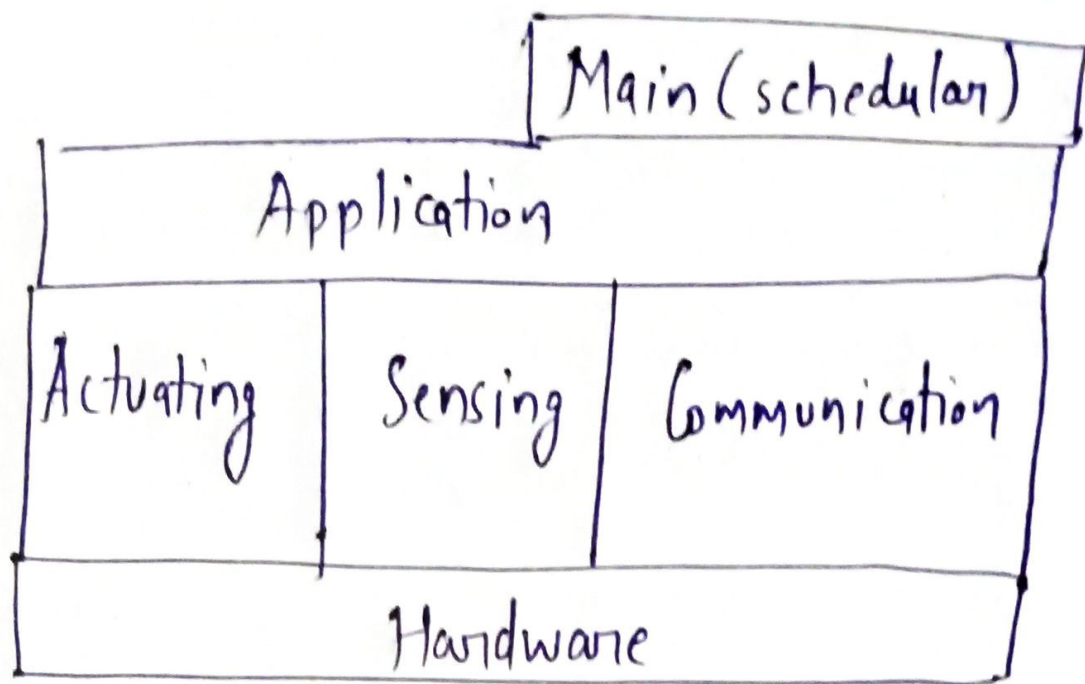 Main (schedular)
Application
Actuating Sensing Communication
Hardware